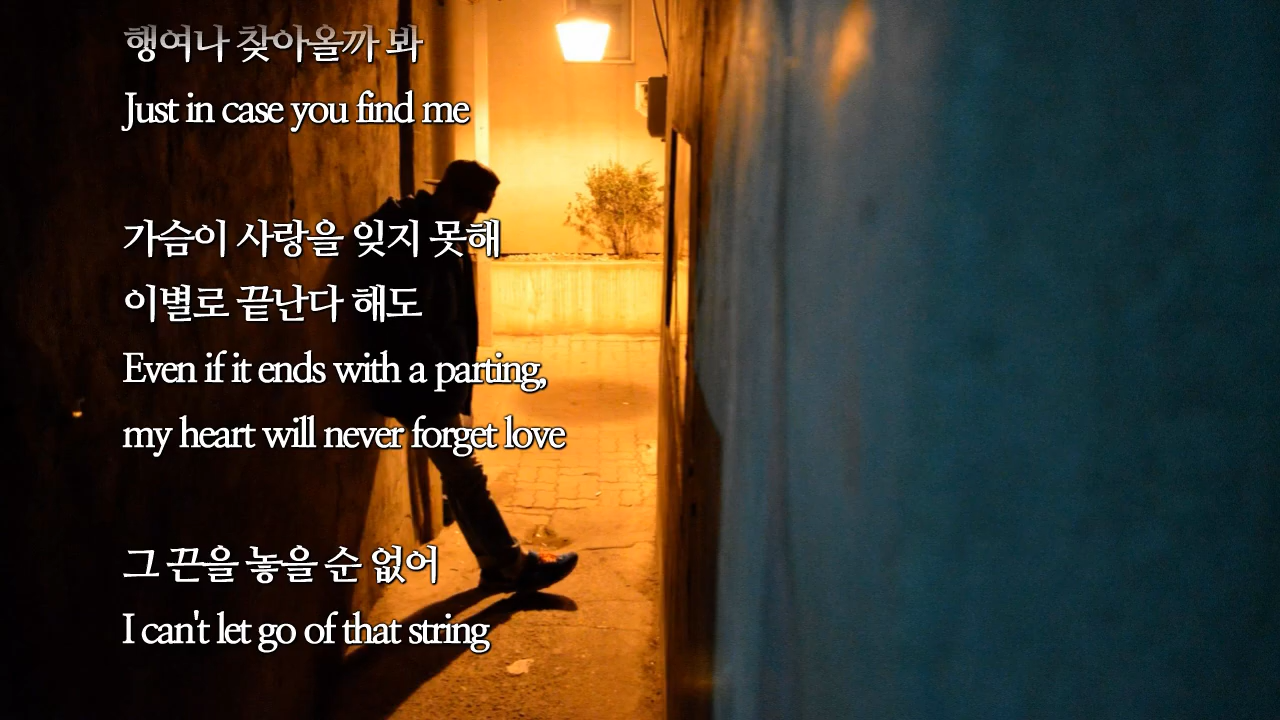 행여나 찾아올까 봐
Just in case you find me
가슴이 사랑을 잊지 못해
이별로 끝난다 해도
Even if it ends with a parting,
my heart will never forget love
그 끈을 놓을 순 없어
I can't let go of that string